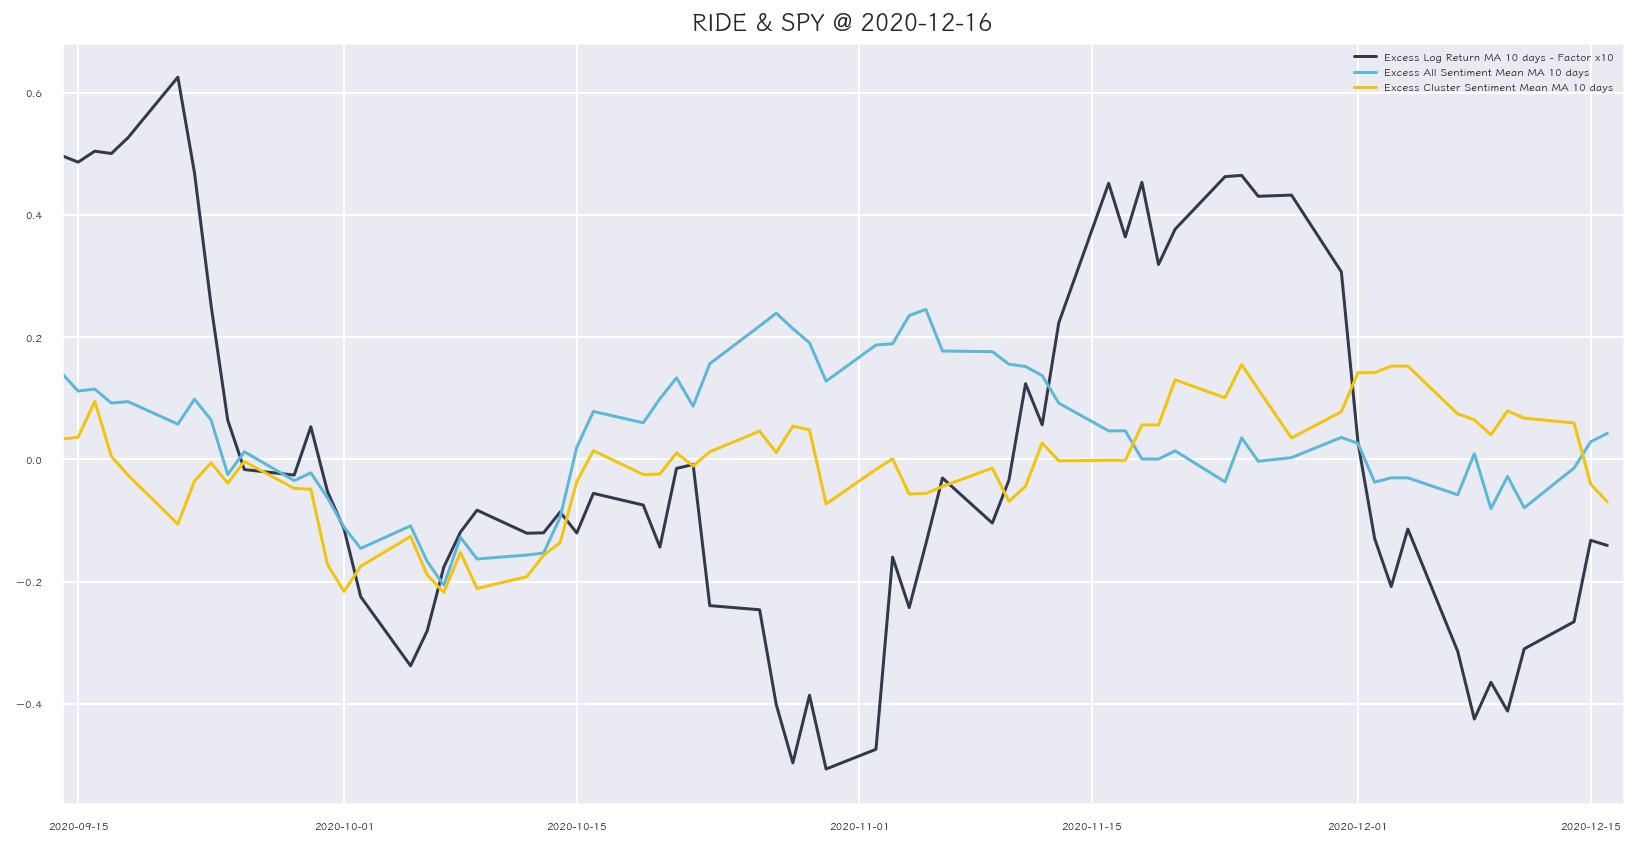 RIDE & SPY @ 2020-12-16
Excess Log Return MA 10 days - Factor x10
Excess All Sentiment Mean MA 10 days
Excess Cluster Sentiment Mean MA 10 days
0.6
0.4
0.2
0.0
−0.2
−0.4
2020-09-15 2020-10-01 2020-10-15 2020-11-01 2020-11-15 2020-12-01 2020-12-15